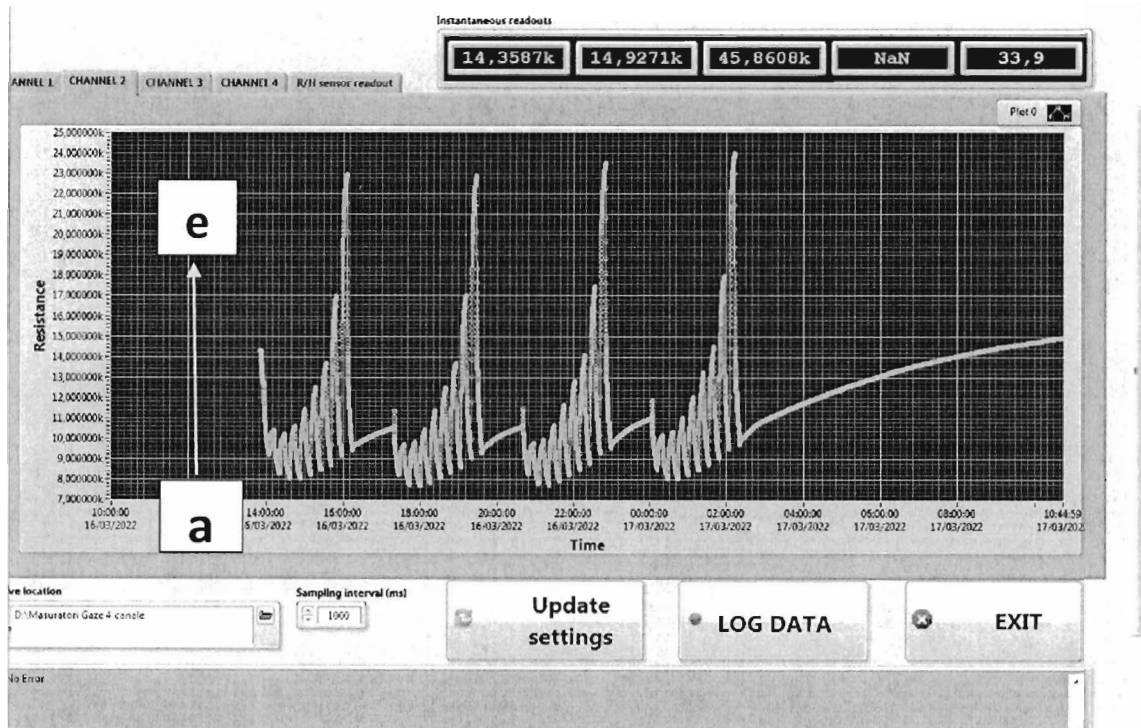 Instantaneous readouts
14,3587k 14,9271k 45,8608k NaN 33,9
ANNEL 1 CHANNEL 2 CHANNEL 3 CHANNEL 4 R/H sensor readout
Plot 0
25,000000k
24,000000k
23,000000k
22,000000k
21,000000k
20,000000k
19,000000k
18,000000k
17,000000k
16,000000k
15,000000k
14,000000k
13,000000k
12,000000k
11,000000k
10,000000k
9,000000k
8,000000k
7,000000k
Resistance
e
a
10:00:00 14:00:00 16:00:00 18:00:00 20:00:00 22:00:00 00:00:00 02:00:00 04:00:00 06:00:00 08:00:00 10:44:59
16/03/2022 6/03/2022 16/03/2022 16/03/2022 16/03/2022 16/03/2022 17/03/2022 17/03/2022 17/03/2022 17/03/2022 17/03/2022 17/03/202
Time
ve location
D:\Masuratori Gaze 4 canale
Sampling interval (ms)
1000
Update
settings
LOG DATA
EXIT
No Error